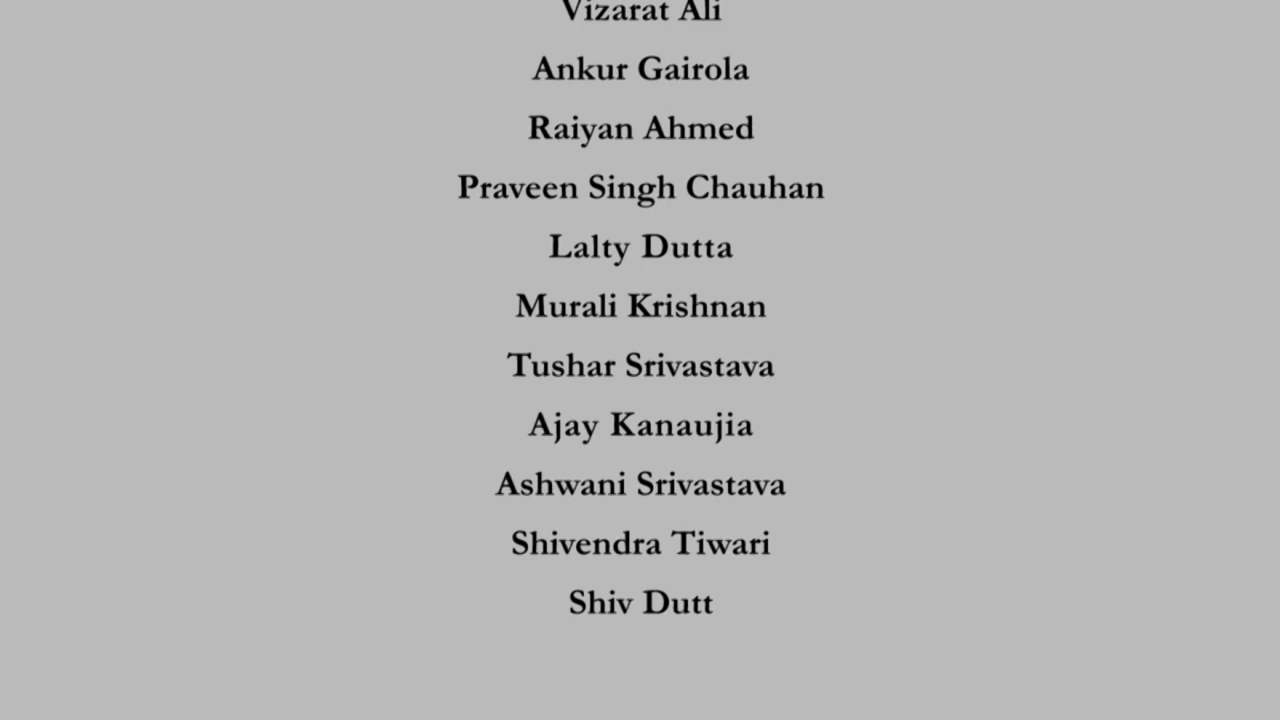 Vizarat Ali
Ankur Gairola
Raiyan Ahmed
Praveen Singh Chauhan
Lalty Dutta
Murali Krishnan
Tushar Srivastava
Ajay Kanaujia
Ashwani Srivastava
Shivendra Tiwari
Shiv Dutt